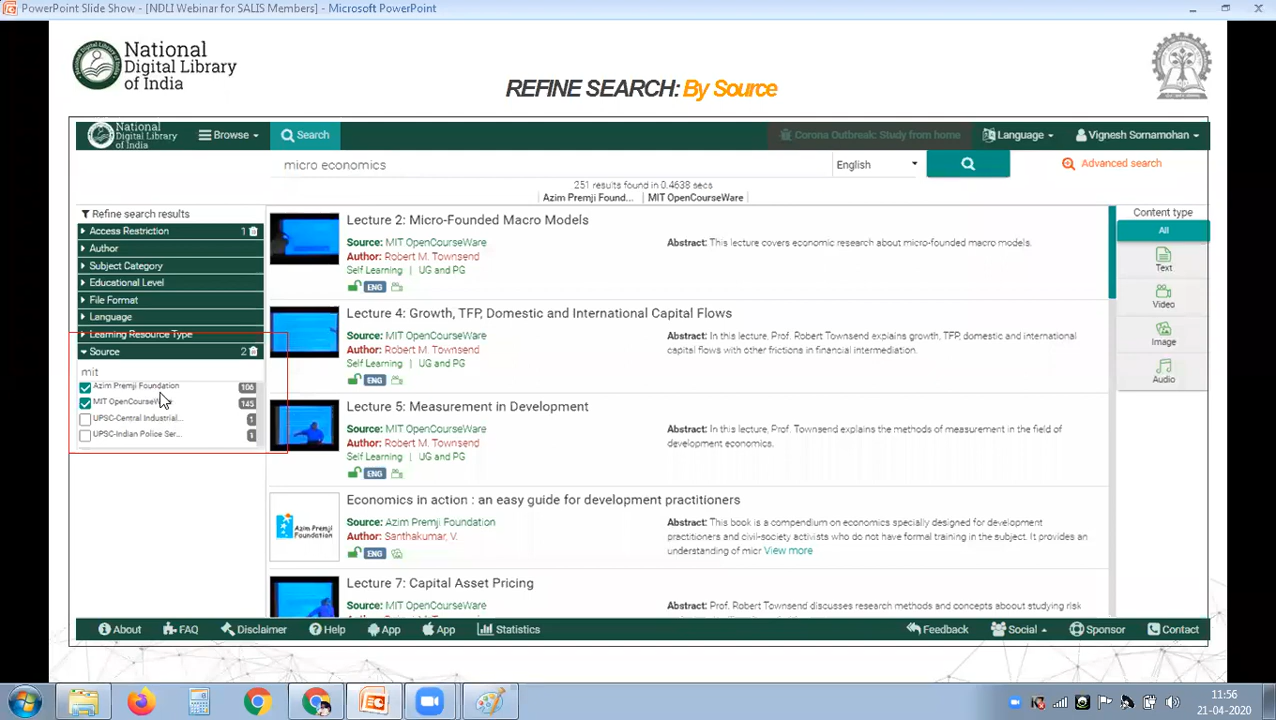 PowerPoint Slide Show - [NDLI Webinar for SALIS Members] - Microsoft PowerPoint
National
Digital Library
of India
REFINE SEARCH: By Source
National
Digital Library
of India
Browse
Search
Corona Outbreak: Study from home
Language
Vignesh Sornamohan
micro economics
English
Advanced search
251 results found in 0.4638 secs
Azim Premji Found... MIT OpenCourseWare
Refine search results
Access Restriction 1
Author
Subject Category
Educational Level
File Format
Language
Learning Resource Type
Source 2
mit
Azim Premji Foundation 106
MIT OpenCourseW 145
UPSC-Central Industrial... 1
UPSC-Indian Police Ser... 1
Lecture 2: Micro-Founded Macro Models
Source: MIT OpenCourseWare
Author: Robert M. Townsend
Self Learning | UG and PG
ENG
Abstract: This lecture covers economic research about micro-founded macro models.
Lecture 4: Growth, TFP, Domestic and International Capital Flows
Source: MIT OpenCourseWare
Author: Robert M. Townsend
Self Learning | UG and PG
ENG
Abstract: In this lecture, Prof. Robert Townsend explains growth, TFP, domestic and international
capital flows with other frictions in financial intermediation.
Lecture 5: Measurement in Development
Source: MIT OpenCourseWare
Author: Robert M. Townsend
Self Learning | UG and PG
ENG
Abstract: In this lecture, Prof. Townsend explains the methods of measurement in the field of
development economics.
Azim Premji
Foundation
Economics in action : an easy guide for development practitioners
Source: Azim Premji Foundation
Author: Santhakumar, V.
ENG
Abstract: This book is a compendium on economics specially designed for development
practitioners and civil-society activists who do not have formal training in the subject. It provides an
understanding of micr View more
Lecture 7: Capital Asset Pricing
Source: MIT OpenCourseWare
Abstract: Prof. Robert Townsend discusses research methods and concepts abocut studying risk
Content type
All
Text
Video
Image
Audio
About
FAQ
Disclaimer
Help
App
App
Statistics
Feedback
Social
Sponsor
Contact
11:56
21-04-2020